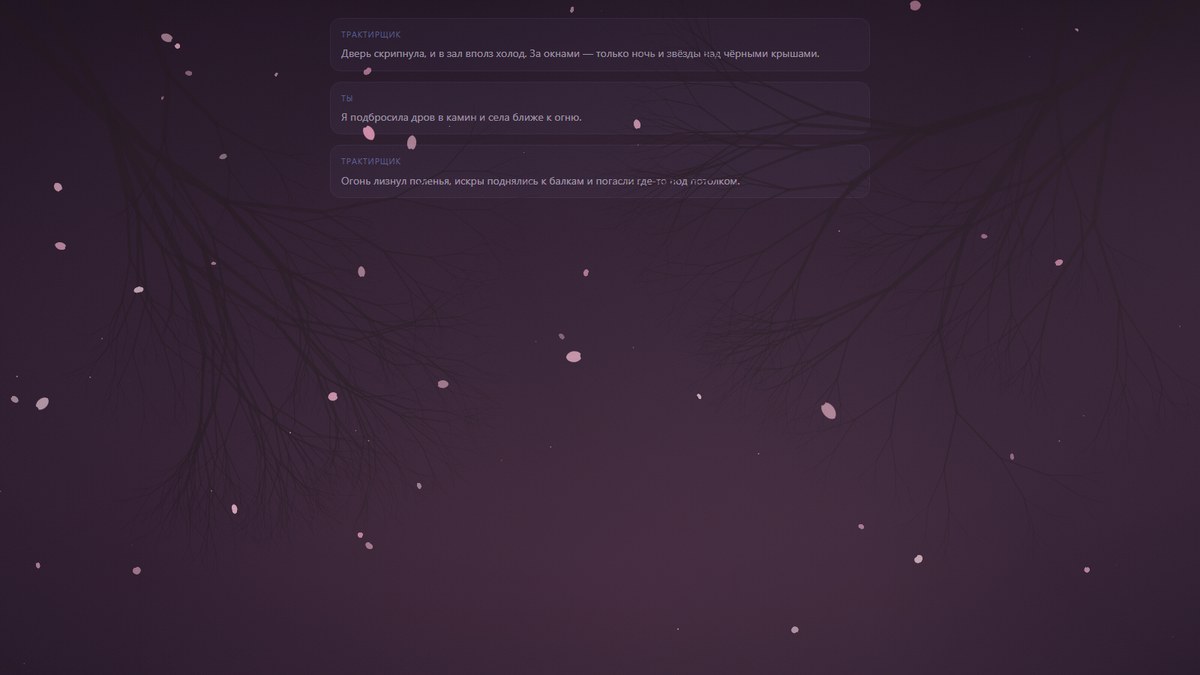 ТРАКТИРЩИК
Дверь скрипнула, и в зал вполз холод. За окнами — только ночь и звёзды над чёрными крышами.
ТЫ
Я подбросила дров в камин и села ближе к огню.
ТРАКТИРЩИК
Огонь лизнул поленья, искры поднялись к балкам и погасли где-то под потолком.